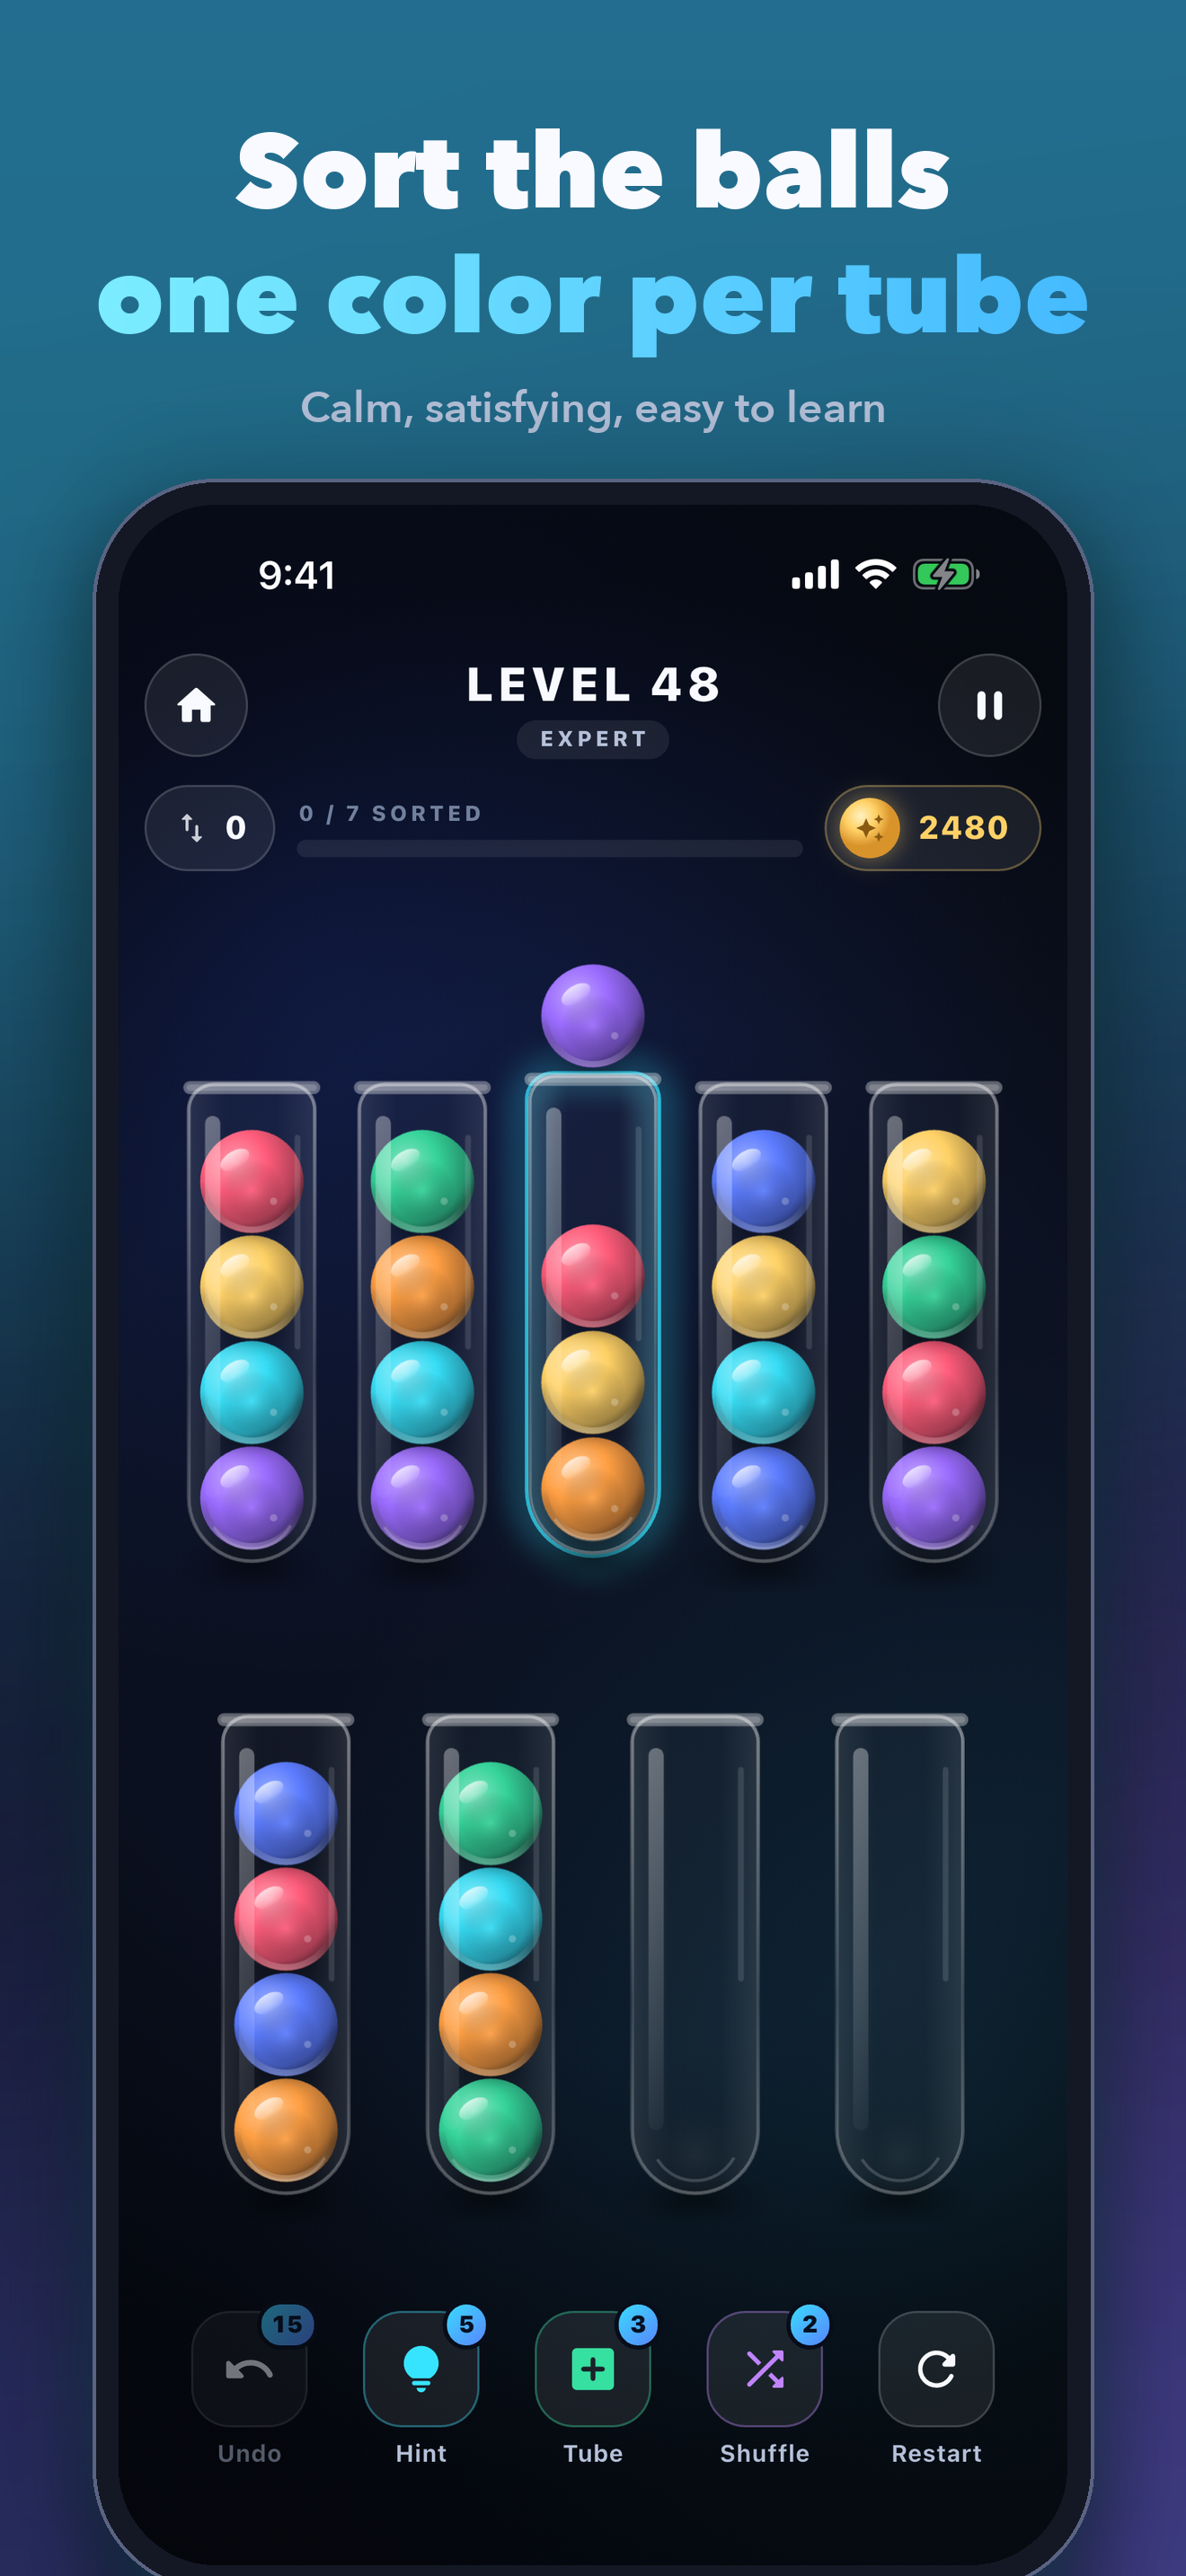 Sort the balls
one color per tube
Calm, satisfying, easy to learn
9:41
LEVEL 48
EXPERT
0
0 / 7 SORTED
2480
15
5
3
2
Undo
Hint
Tube
Shuffle
Restart